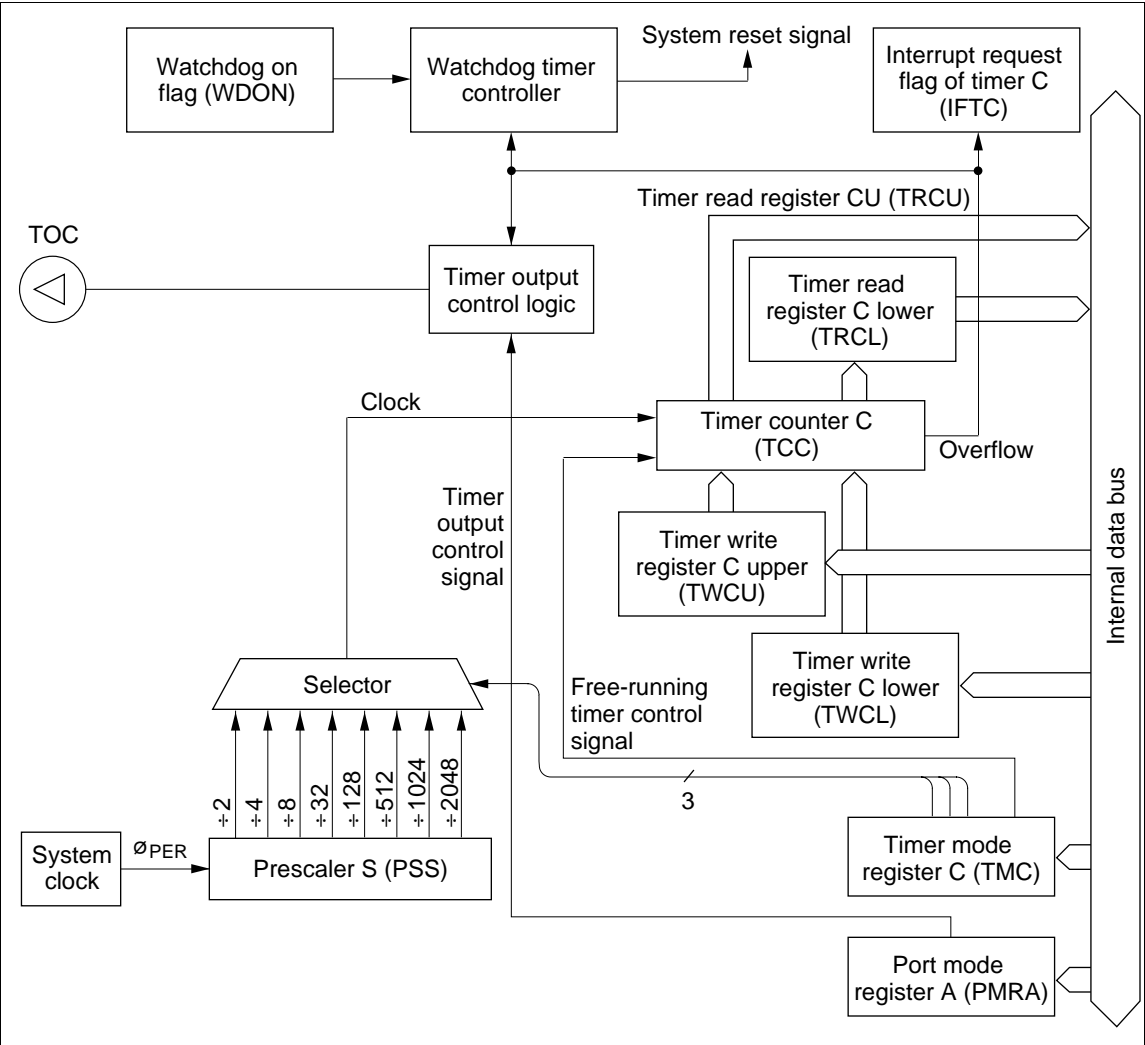 System reset signal
Watchdog on
flag (WDON)
Watchdog timer
controller
Interrupt request
flag of timer C
(IFTC)
Timer read register CU (TRCU)
TOC
Timer output
control logic
Timer read
register C lower
(TRCL)
Clock
Timer counter C
(TCC)
Overflow
Timer
output
control
signal
Timer write
register C upper
(TWCU)
Internal data bus
Timer write
register C lower
(TWCL)
Selector
Free-running
timer control
signal
3
÷2
÷4
÷8
÷32
÷128
÷512
÷1024
÷2048
System
clock
øPER
Prescaler S (PSS)
Timer mode
register C (TMC)
Port mode
register A (PMRA)